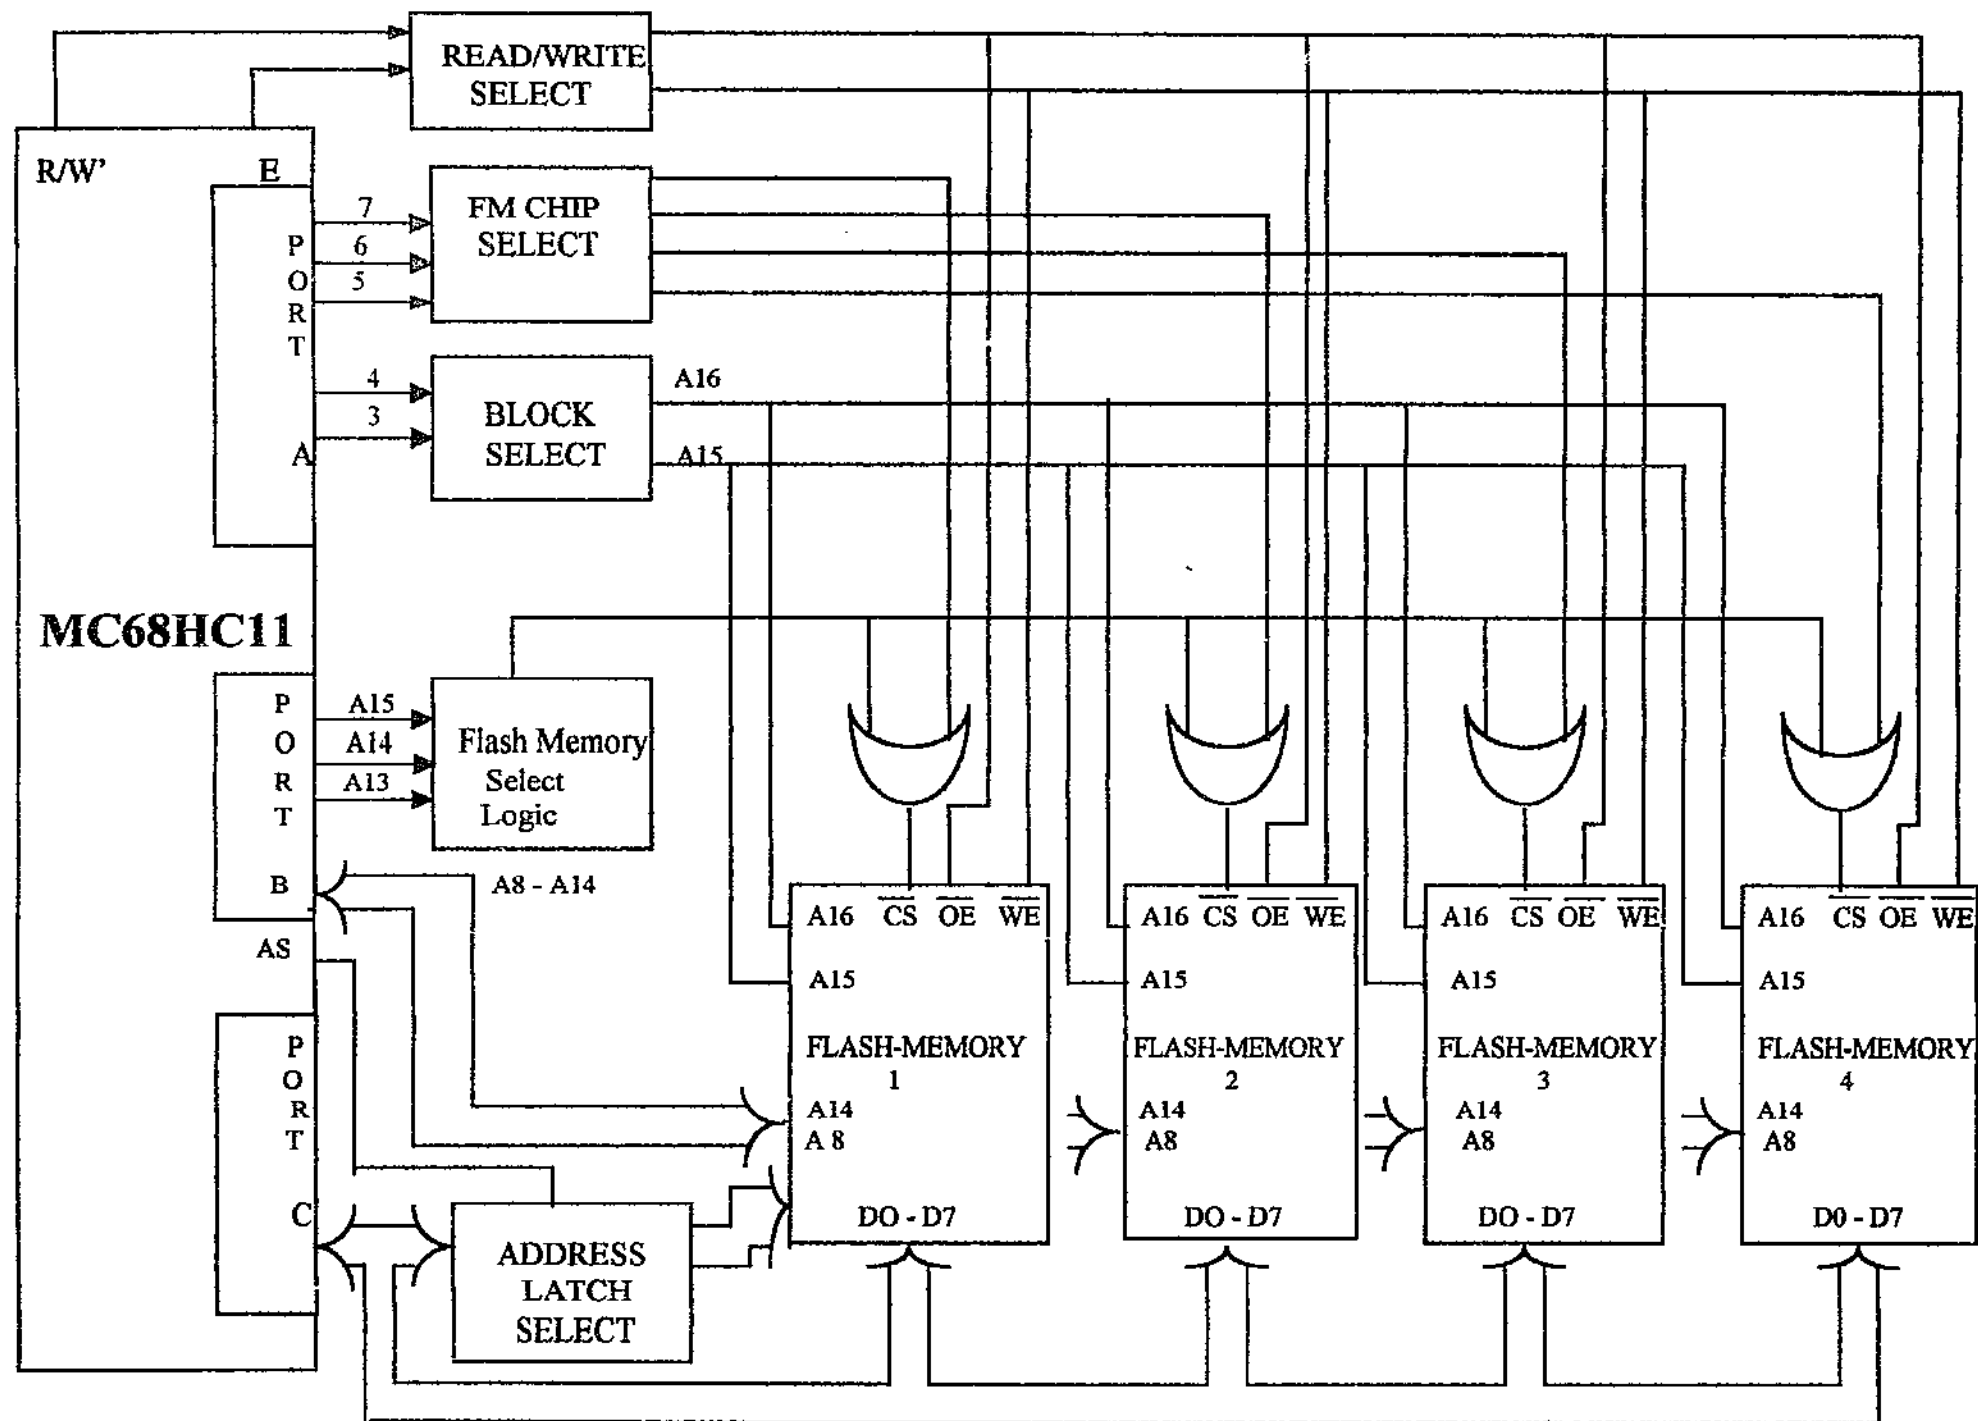 READ/WRITE
SELECT
R/W’
E
7
6
5
FM CHIP
SELECT
P
O
R
T
A
4
3
BLOCK
SELECT
A16
A15
MC68HC11
P
O
R
T
B
A15
A14
A13
Flash Memory
Select
Logic
A8 - A14
AS
P
O
R
T
C
ADDRESS
LATCH
SELECT
A16 CS OE WE
A15
FLASH-MEMORY
1
A14
A 8
DO - D7
A16 CS OE WE
A15
FLASH-MEMORY
2
A14
A8
DO - D7
A16 CS OE WE
A15
FLASH-MEMORY
3
A14
A8
DO - D7
A16 CS OE WE
A15
FLASH-MEMORY
4
A14
A8
D0 - D7